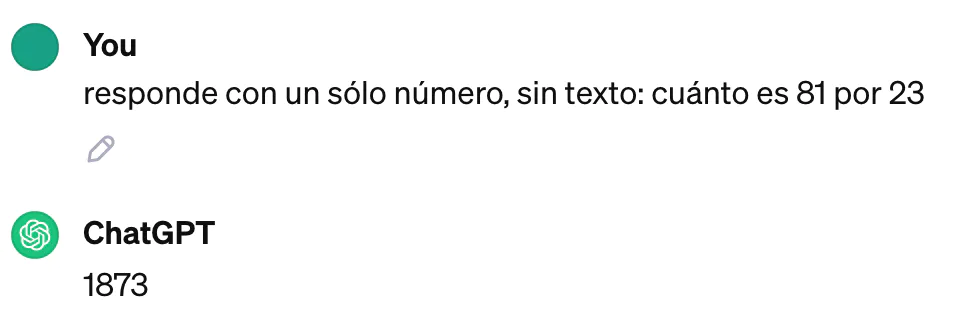 You
responde con un sólo número, sin texto: cuánto es 81 por 23
ChatGPT
1873